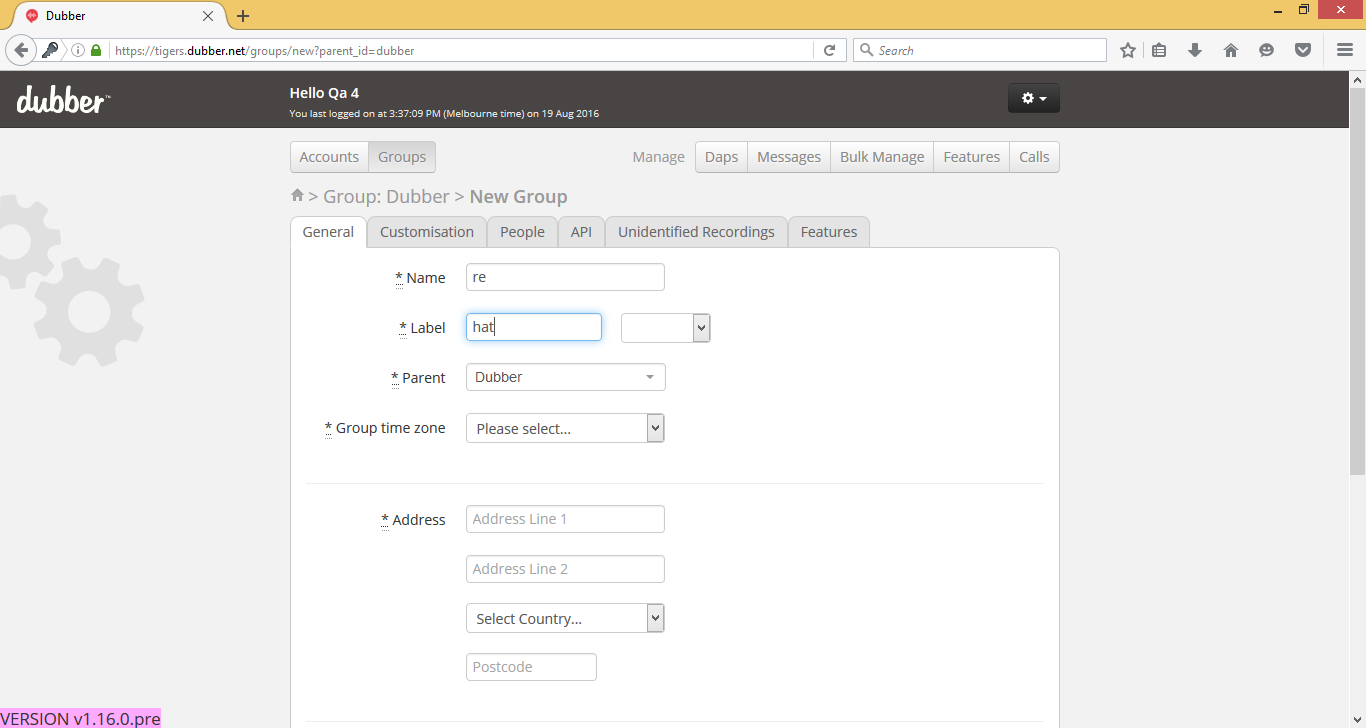 Dubber
https://tigers.dubber.net/groups/new?parent_id=dubber
Search
dubber™
Hello Qa 4
You last logged on at 3:37:09 PM (Melbourne time) on 19 Aug 2016
Accounts Groups Manage Daps Messages Bulk Manage Features Calls
> Group: Dubber > New Group
General Customisation People API Unidentified Recordings Features
* Name re
* Label hat
* Parent Dubber
* Group time zone Please select...
* Address Address Line 1
Address Line 2
Select Country...
Postcode
VERSION v1.16.0.pre